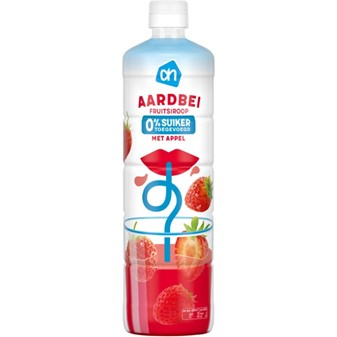 ah
AARDBEI
FRUITSIROOP
0% SUIKER
TOEGEVOEGD
MET APPEL